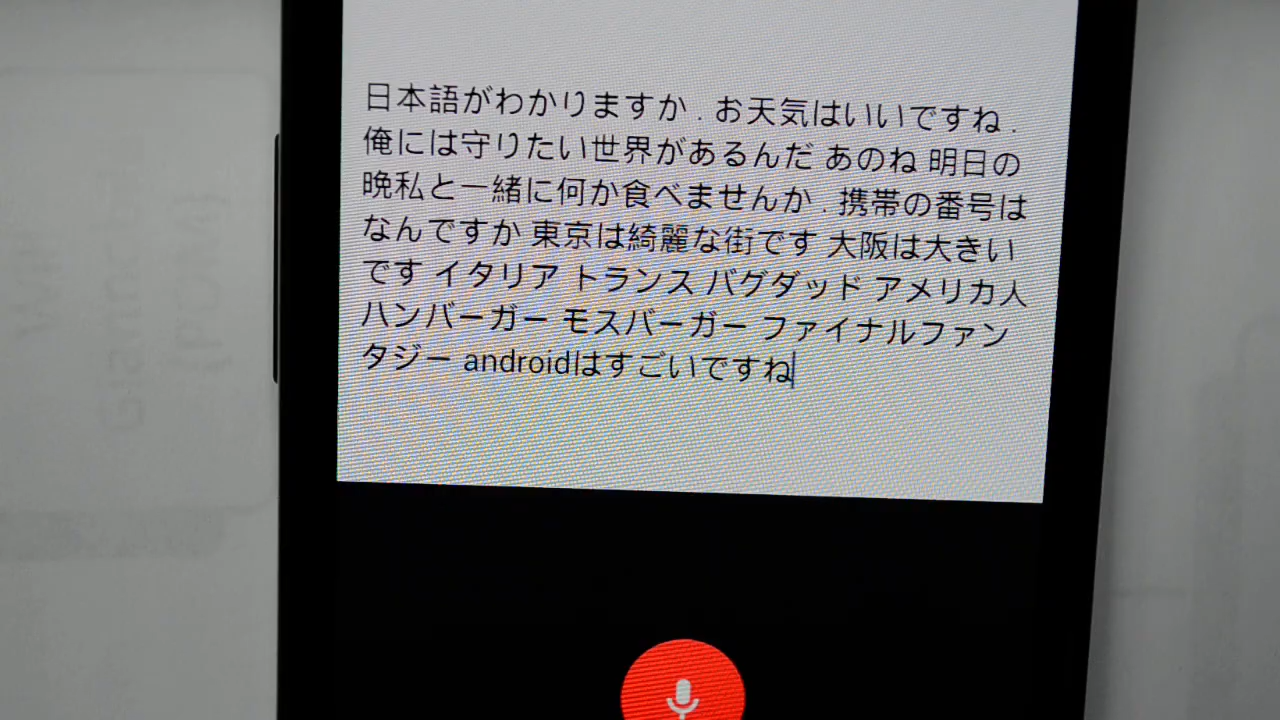 日本語がわかりますか . お天気はいいですね .
俺には守りたい世界があるんだ あのね 明日の
晩私と一緒に何か食べませんか . 携帯の番号は
なんですか 東京は綺麗な街です 大阪は大きい
です イタリア トランス バグダッド アメリカ人
ハンバーガー モスバーガー ファイナルファン
タジー androidはすごいですね